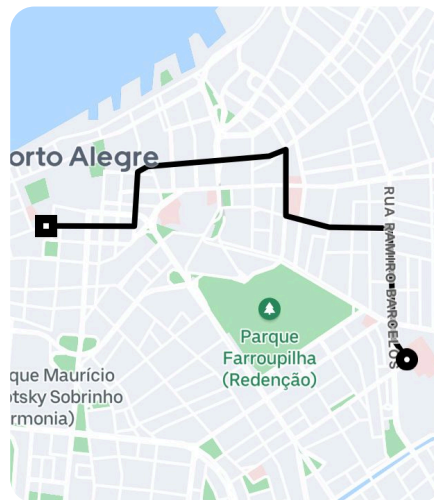 orto Alegre
RUA RAMIRO BARCELOS
Parque
Farroupilha
(Redenção)
que Maurício
otsky Sobrinho
rmonia)